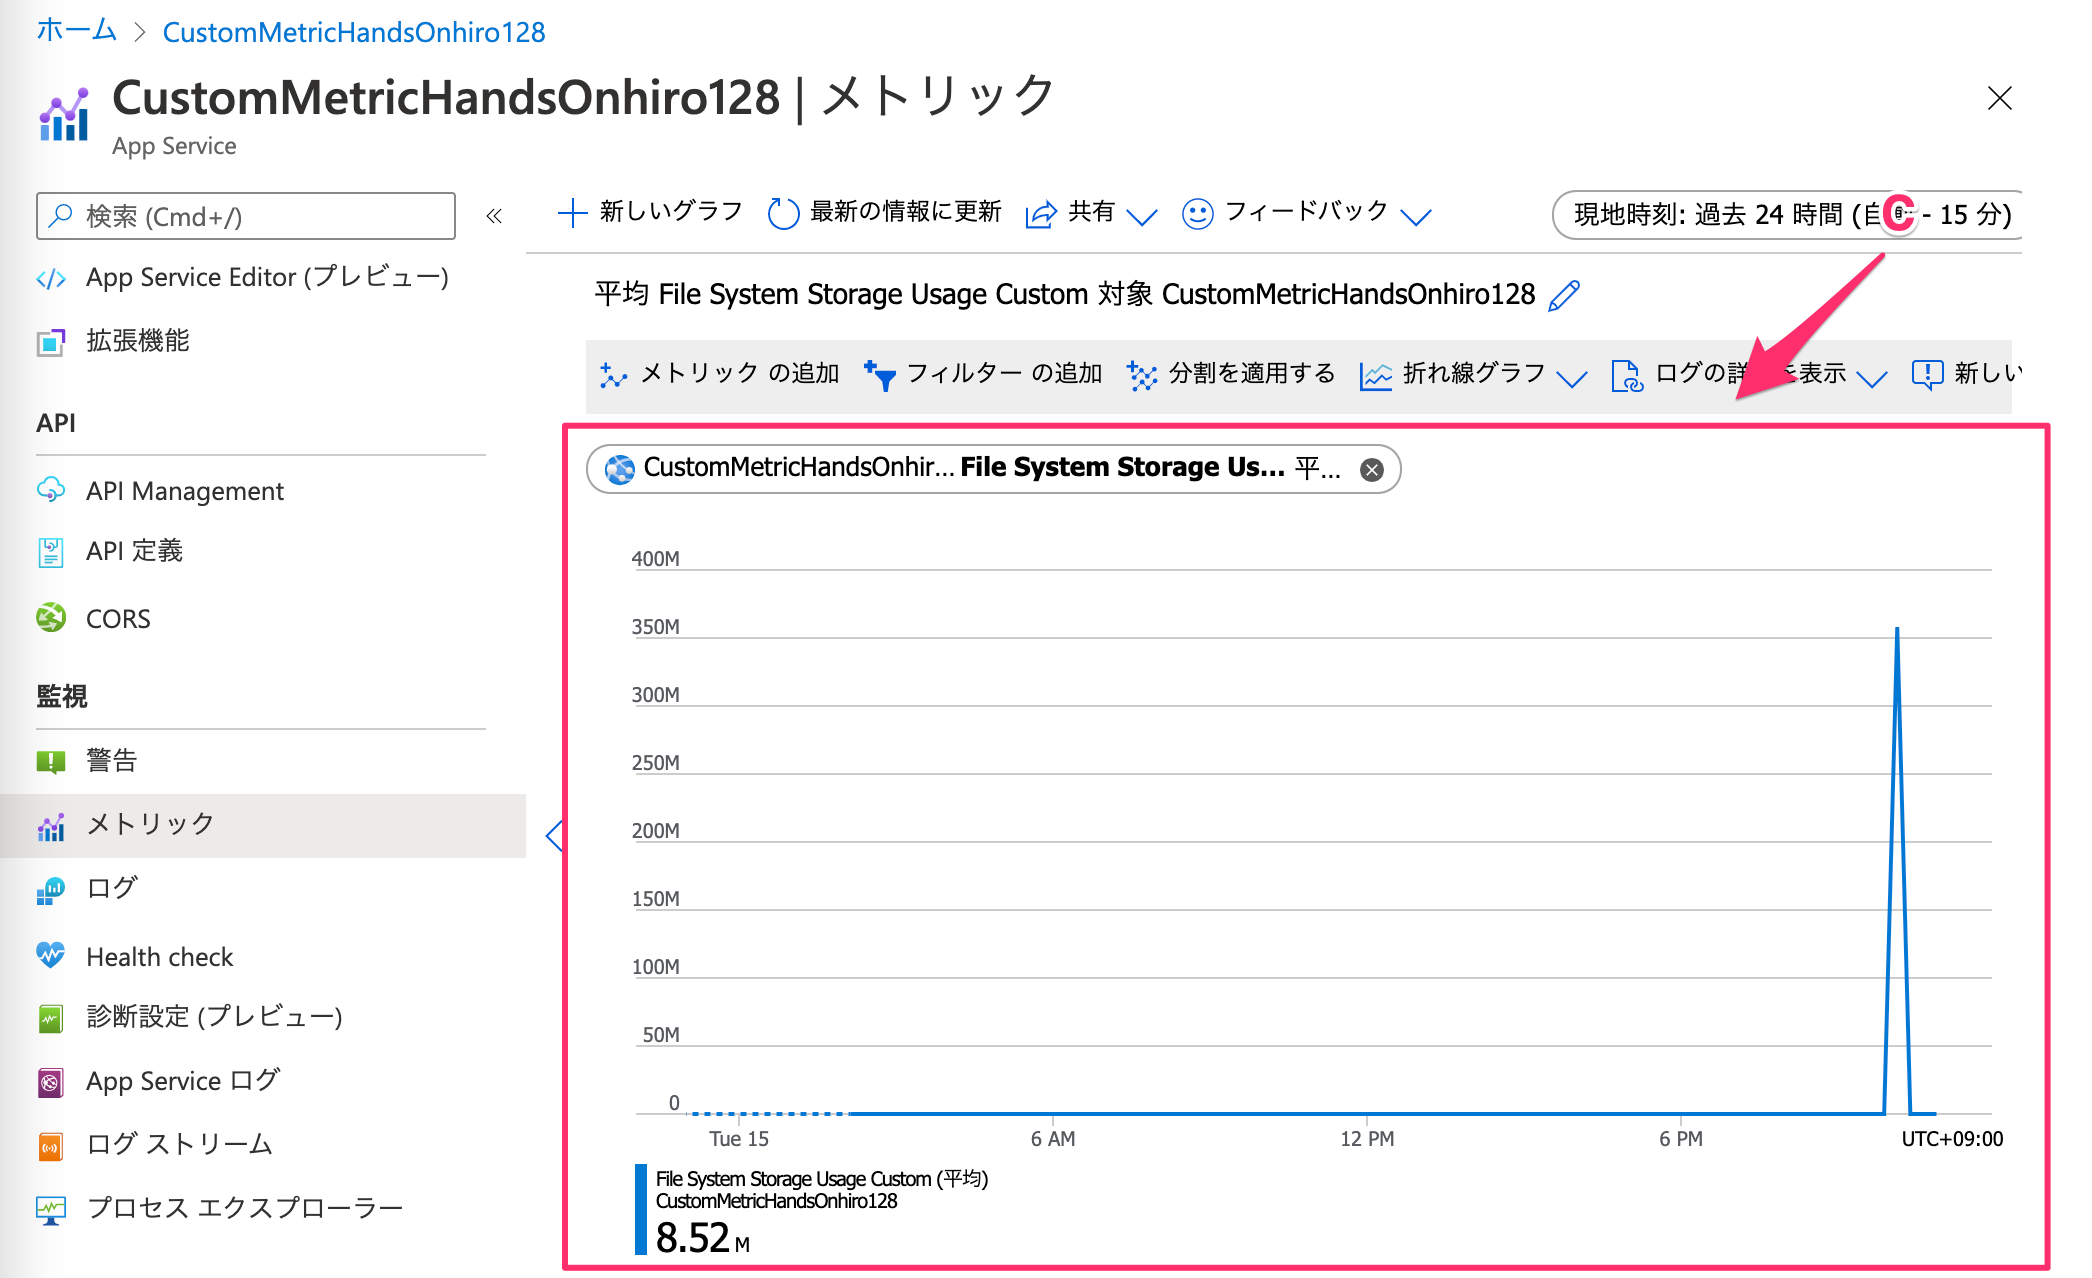 ホーム > CustomMetricHandsOnhiro128
CustomMetricHandsOnhiro128 | メトリック
App Service
検索 (Cmd+/)
«
App Service Editor (プレビュー)
拡張機能
API
API Management
API 定義
CORS
監視
警告
メトリック
ログ
Health check
診断設定 (プレビュー)
App Service ログ
ログ ストリーム
プロセス エクスプローラー
新しいグラフ 最新の情報に更新 共有 フィードバック 現地時刻: 過去 24 時間 (自 - 15 分)
C
平均 File System Storage Usage Custom 対象 CustomMetricHandsOnhiro128
メトリック の追加 フィルター の追加 分割を適用する 折れ線グラフ ログの を表示 新しい
CustomMetricHandsOnhir... File System Storage Us... 平...
400M
350M
300M
250M
200M
150M
100M
50M
0
Tue 15 6 AM 12 PM 6 PM UTC+09:00
File System Storage Usage Custom (平均)
CustomMetricHandsOnhiro128
8.52 M